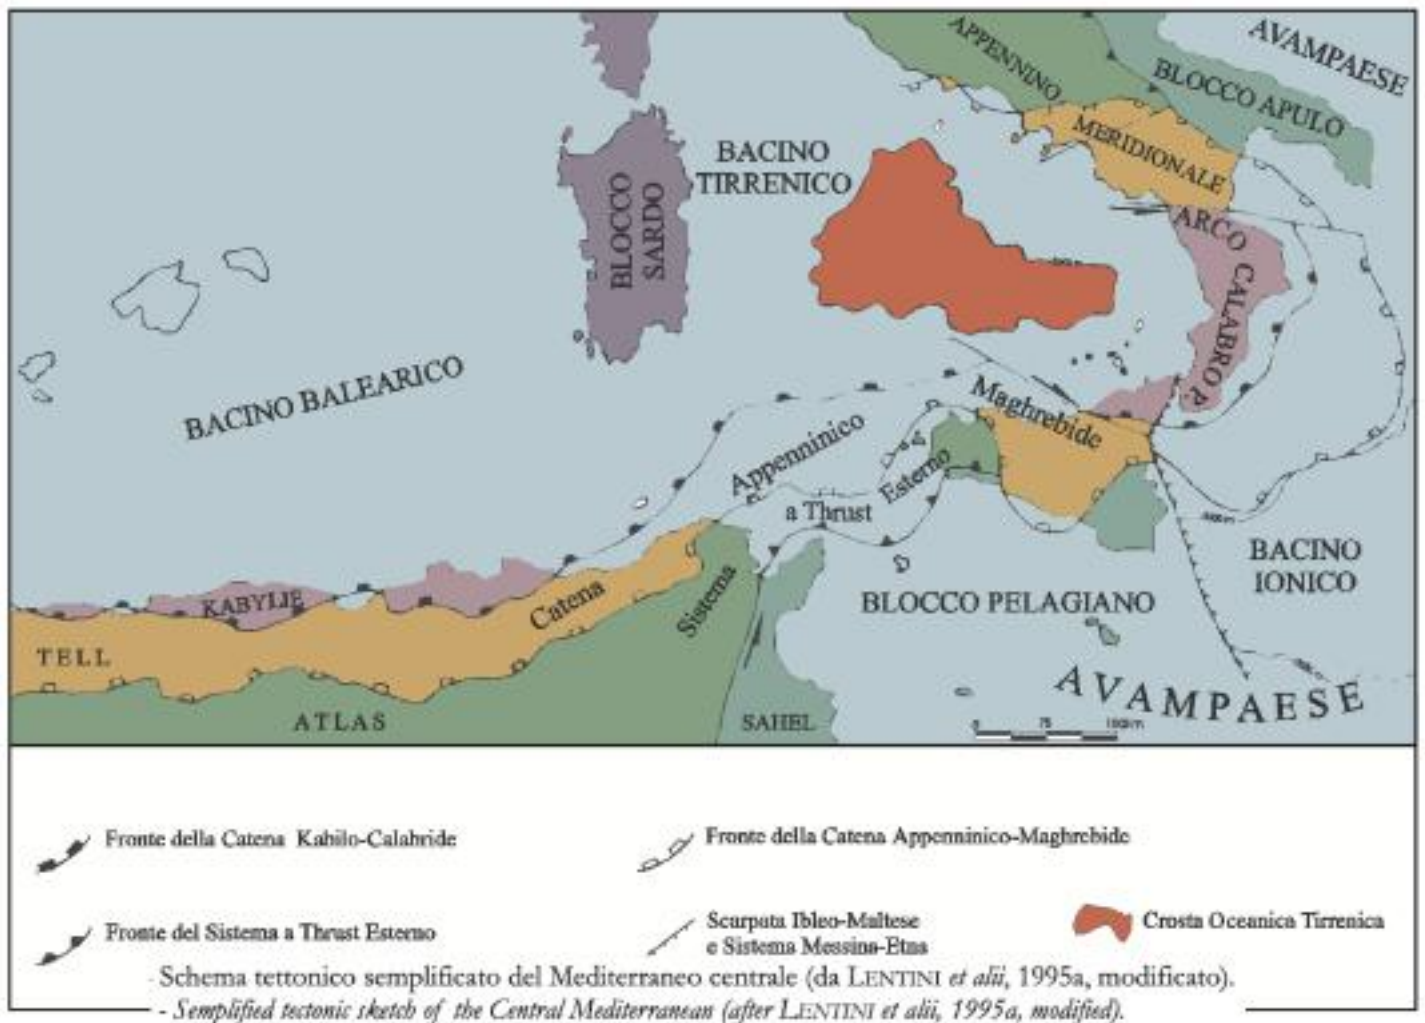 AVAMPAESE
APPENNINO
BLOCCO APULO
MERIDIONALE
BACINO
TIRRENICO
BLOCCO
SARDO
ARCO CALABRO P.
BACINO BALEARICO
Maghrebide
Appenninico
Esterno
a Thrust
BACINO
IONICO
BLOCCO PELAGIANO
KABYLIE
Catena
Sistema
TELL
AVAMPAESE
ATLAS
SAHEL
0 75 150km
Fronte della Catena Kabilo-Calabride
Fronte della Catena Appenninico-Maghrebide
Fronte del Sistema a Thrust Esterno
Scarpata Ibleo-Maltese
e Sistema Messina-Etna
Crosta Oceanica Tirrenica
Schema tettonico semplificato del Mediterraneo centrale (da LENTINI et alii, 1995a, modificato).
- Semplified tectonic sketch of the Central Mediterranean (after LENTINI et alii, 1995a, modified).